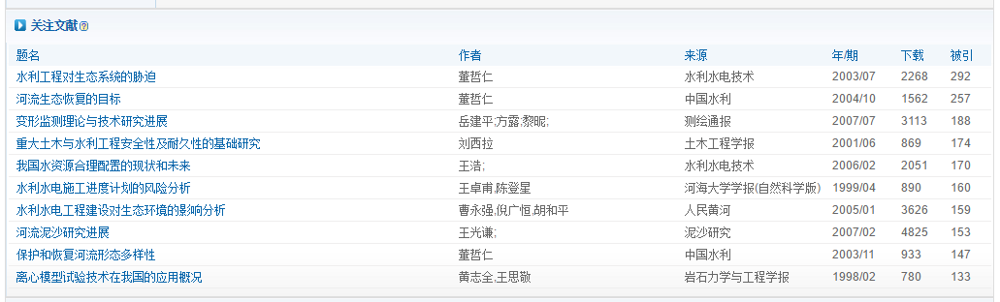 关注文献
题名 作者 来源 年/期 下载 被引
水利工程对生态系统的胁迫 董哲仁 水利水电技术 2003/07 2268 292
河流生态恢复的目标 董哲仁 中国水利 2004/10 1562 257
变形监测理论与技术研究进展 岳建平;方露;黎昵; 测绘通报 2007/07 3113 188
重大土木与水利工程安全性及耐久性的基础研究 刘西拉 土木工程学报 2001/06 869 174
我国水资源合理配置的现状和未来 王浩; 水利水电技术 2006/02 2051 170
水利水电施工进度计划的风险分析 王卓甫,陈登星 河海大学学报(自然科学版) 1999/04 890 160
水利水电工程建设对生态环境的影响分析 曹永强,倪广恒,胡和平 人民黄河 2005/01 3626 159
河流泥沙研究进展 王光谦; 泥沙研究 2007/02 4825 153
保护和恢复河流形态多样性 董哲仁 中国水利 2003/11 933 147
离心模型试验技术在我国的应用概况 黄志全,王思敬 岩石力学与工程学报 1998/02 780 133